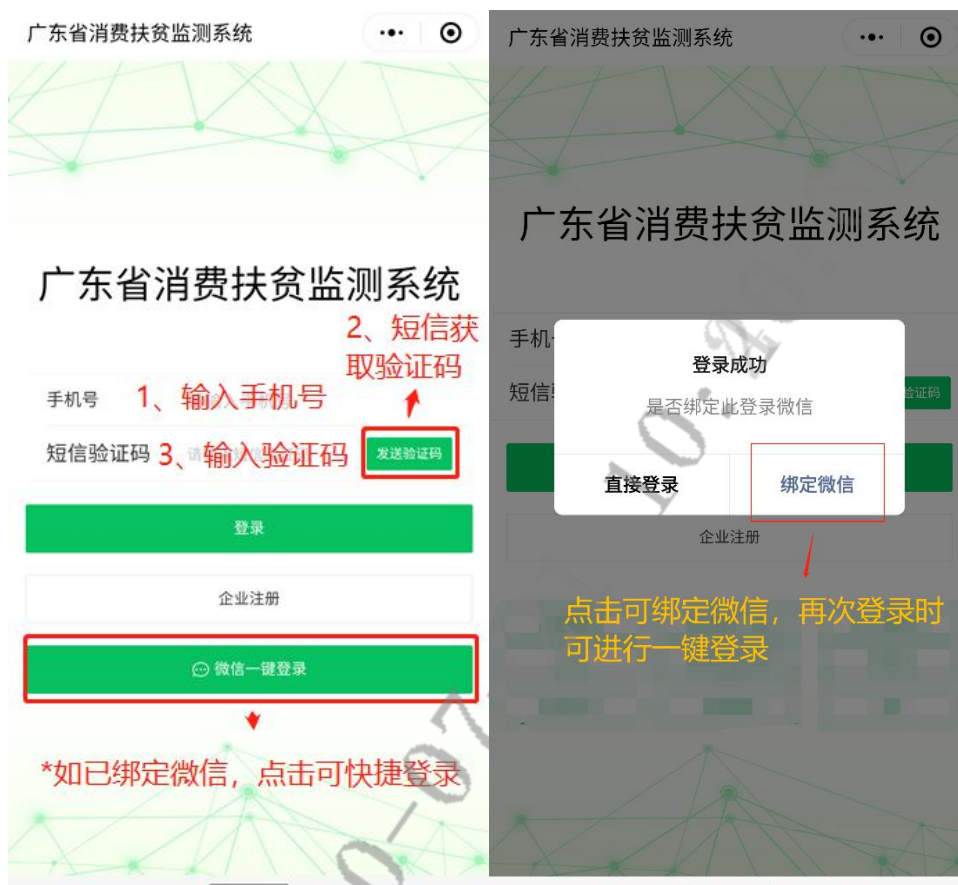 广东省消费扶贫监测系统
广东省消费扶贫监测系统
2、短信获
取验证码
手机号
1、输入手机号
短信验证码
3、输入验证码
发送验证码
登录
企业注册
微信一键登录
*如已绑定微信，点击可快捷登录
广东省消费扶贫监测系统
广东省消费扶贫监测系统
手机
登录成功
短信
是否绑定此登录微信
验证码
直接登录
绑定微信
企业注册
点击可绑定微信，再次登录时
可进行一键登录